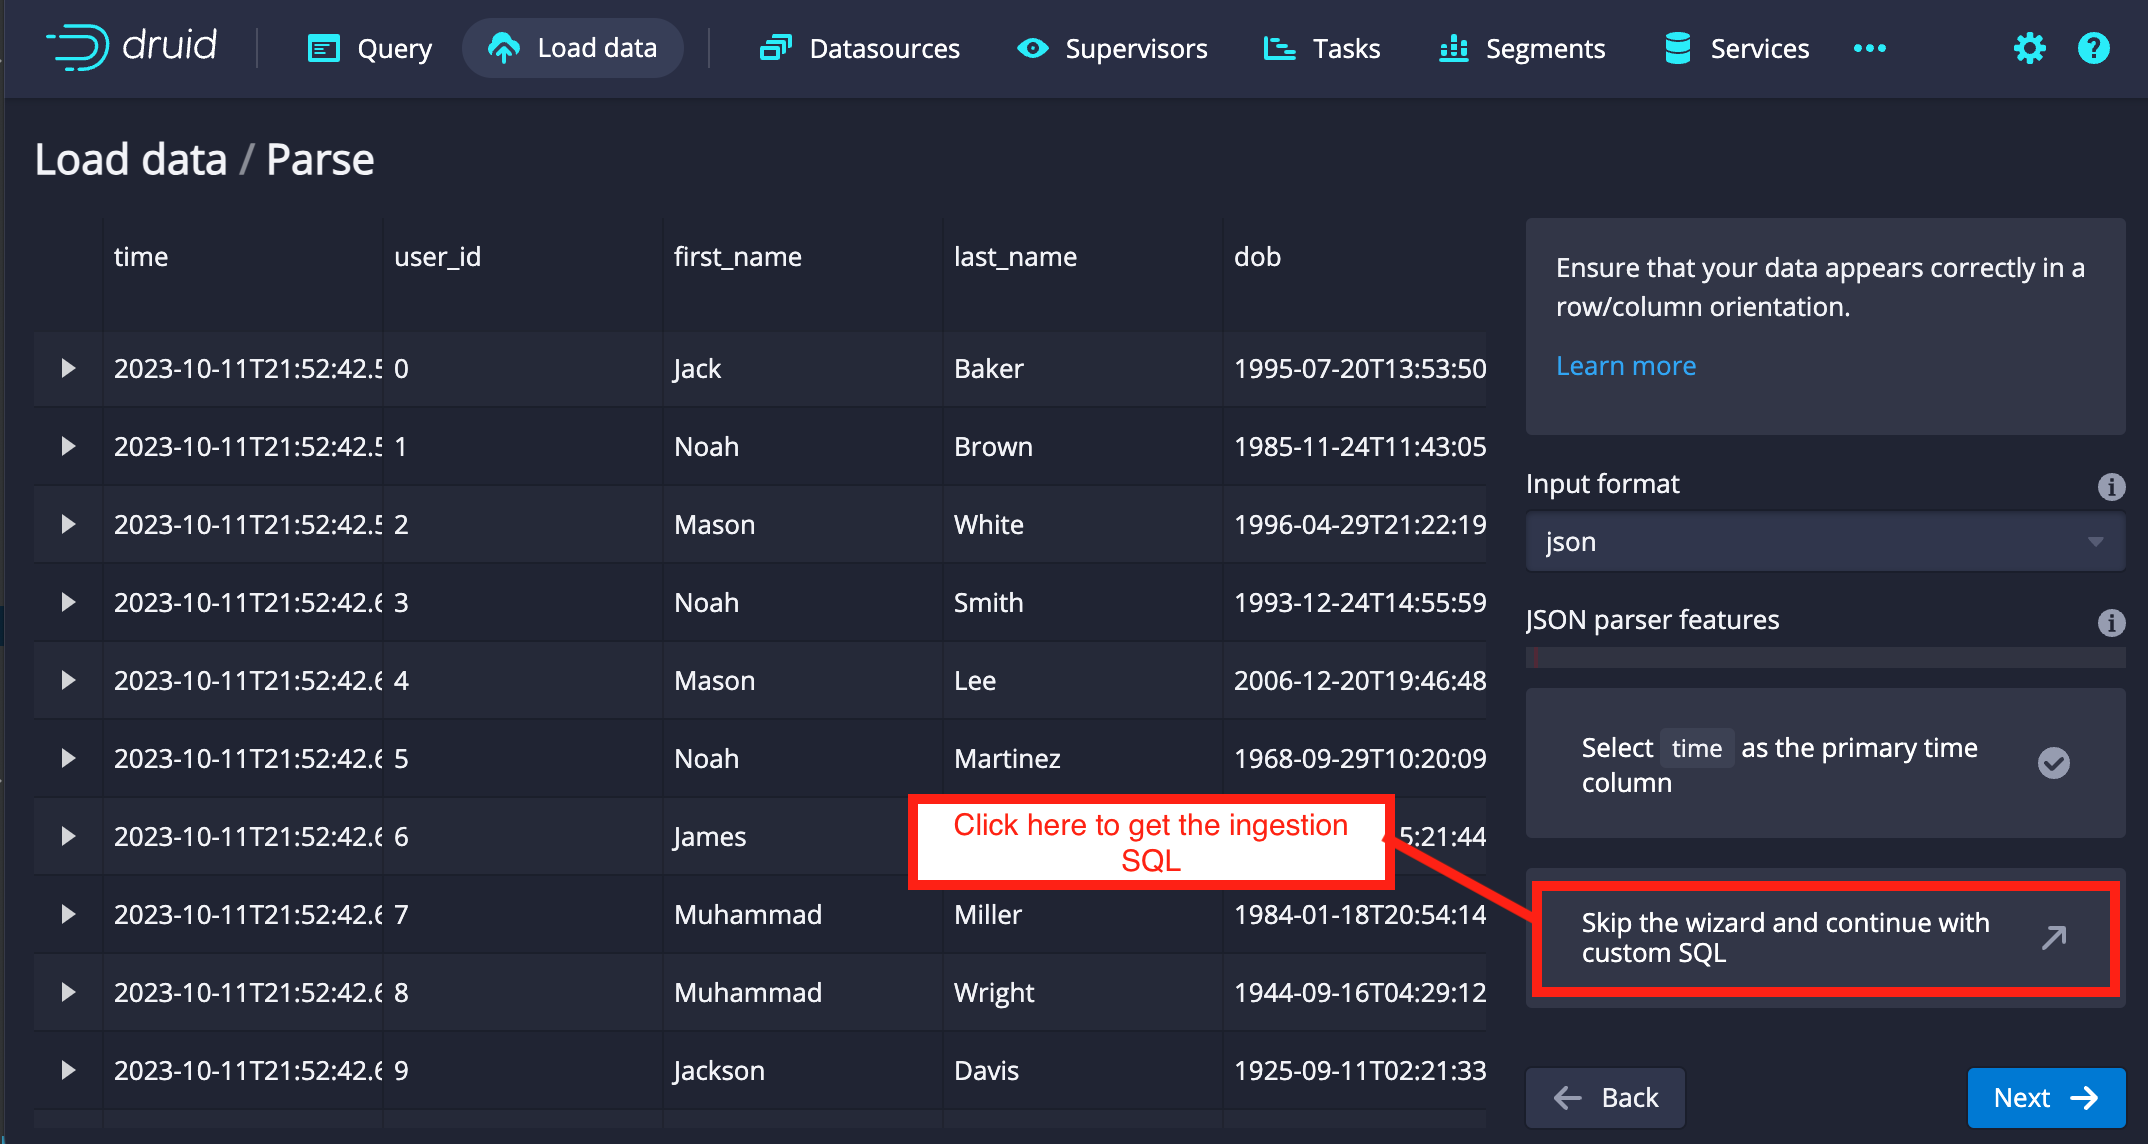 druid Query Load data Datasources Supervisors Tasks Segments Services
Load data / Parse
time user_id first_name last_name dob
2023-10-11T21:52:42.5 0 Jack Baker 1995-07-20T13:53:50
2023-10-11T21:52:42.5 1 Noah Brown 1985-11-24T11:43:05
2023-10-11T21:52:42.5 2 Mason White 1996-04-29T21:22:19
2023-10-11T21:52:42.6 3 Noah Smith 1993-12-24T14:55:59
2023-10-11T21:52:42.6 4 Mason Lee 2006-12-20T19:46:48
2023-10-11T21:52:42.6 5 Noah Martinez 1968-09-29T10:20:09
2023-10-11T21:52:42.6 6 James 5:21:44
2023-10-11T21:52:42.6 7 Muhammad Miller 1984-01-18T20:54:14
2023-10-11T21:52:42.6 8 Muhammad Wright 1944-09-16T04:29:12
2023-10-11T21:52:42.6 9 Jackson Davis 1925-09-11T02:21:33
Click here to get the ingestion
SQL
Ensure that your data appears correctly in a
row/column orientation.
Learn more
Input format
json
JSON parser features
Select time as the primary time
column
Skip the wizard and continue with
custom SQL
Back Next